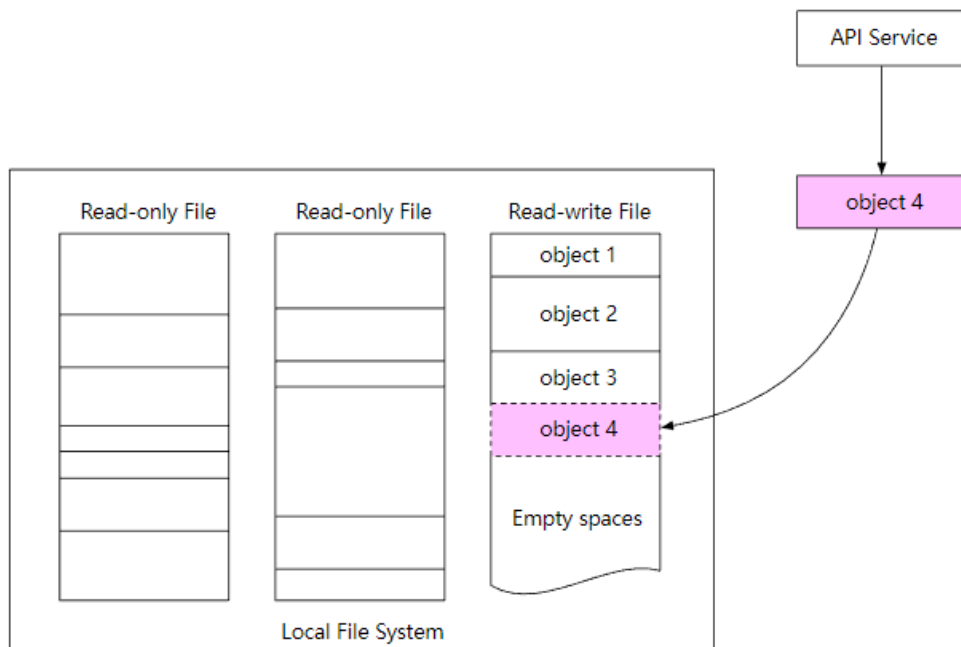 API Service
object 4
Read-only File
Read-only File
Read-write File
object 1
object 2
object 3
object 4
Empty spaces
Local File System